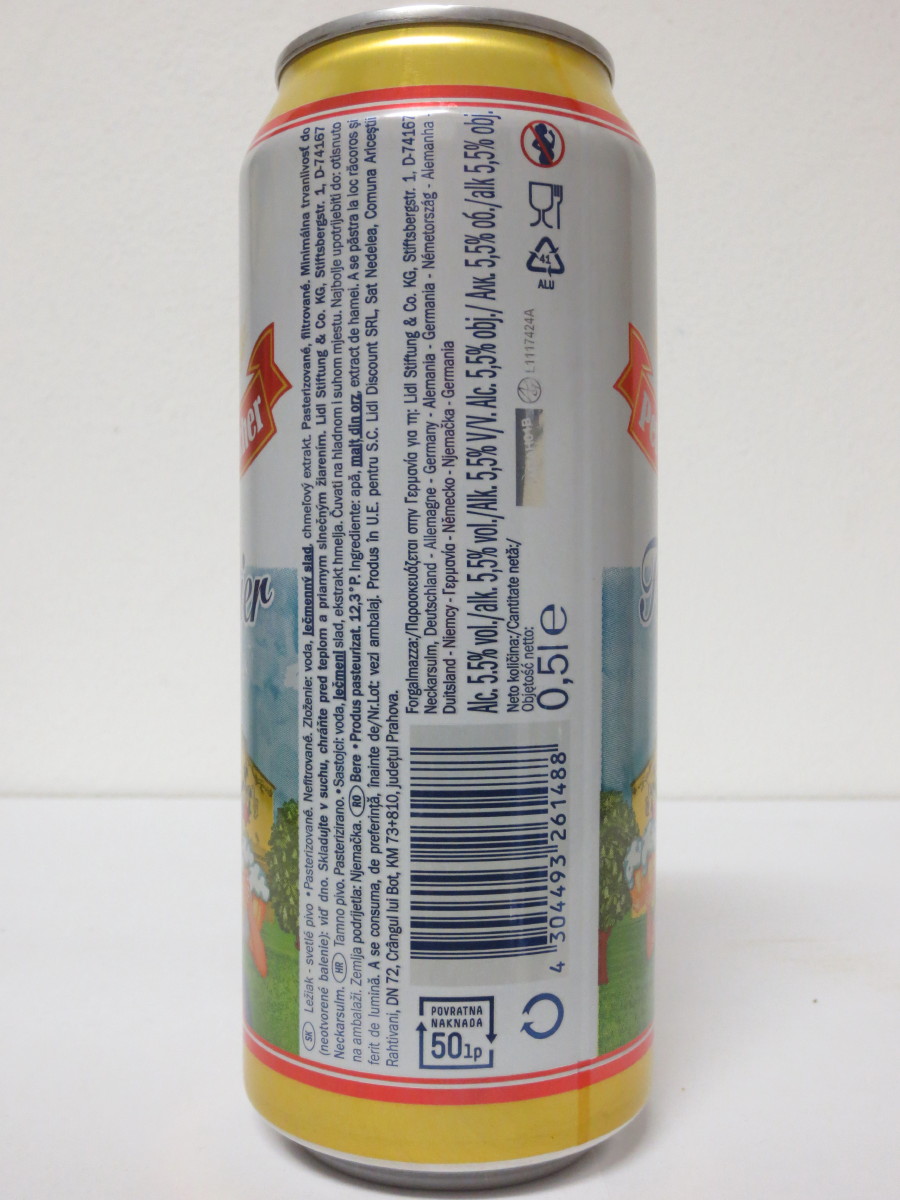 SK Ležiak - svetlé pivo • Pasterizované. Nefitrované. Zloženie: voda, jačmenný slad, chmeľový extrakt. Pasterizované, filtrované. Minimálna trvanlivosť do
(neotvorené balenie): viď dno. Skladujte v suchu, chráňte pred teplom a priamym slnečným žiarením. Lidl Stiftung & Co. KG, Stiftsbergstr. 1, D-74167
Neckarsulm. HR Tamno pivo. Pasterizirano. • Sastojci: voda, ječmeni slad, ekstrakt hmelja. Čuvati na hladnom i suhom mjestu. Najbolje upotrijebiti do: otisnuto
na ambalaži. Zemlja podrijetla: Njemačka. RO Bere • Produs pasteurizat. 12,3°P. Ingrediente: apă, malț din orz, extract de hamei. A se păstra la loc răcoros și
ferit de lumină. A se consuma, de preferință, înainte de/Nr.Lot: vezi ambalaj. Produs în U.E. pentru S.C. Lidl Discount SRL, Sat Nedelea, Comuna Ariceștii
Rahtivani, DN 72, Crângul lui Bot, KM 73+810, județul Prahova.
Forgalmazza:/Παρασκευάζεται στην Γερμανία για τη: Lidl Stiftung & Co. KG, Stiftsbergstr. 1, D-74167
Neckarsulm, Deutschland - Allemagne - Germany - Alemania - Germania - Németország - Alemanha -
Duitsland - Niemcy - Γερμανία - Německo - Njemačka - Germania
Alc. 5,5% vol./alk. 5,5% vol./Alk. 5,5% V/V. Alc. 5,5% obj./ Алк. 5,5% об./alk 5,5% obj.
Neto količina:/Cantitate netă:/
Objętość netto:
0,5l e
L1117424A
ALU
41
POVRATNA
NAKNADA
50lp
4 304493 261488
er
ner